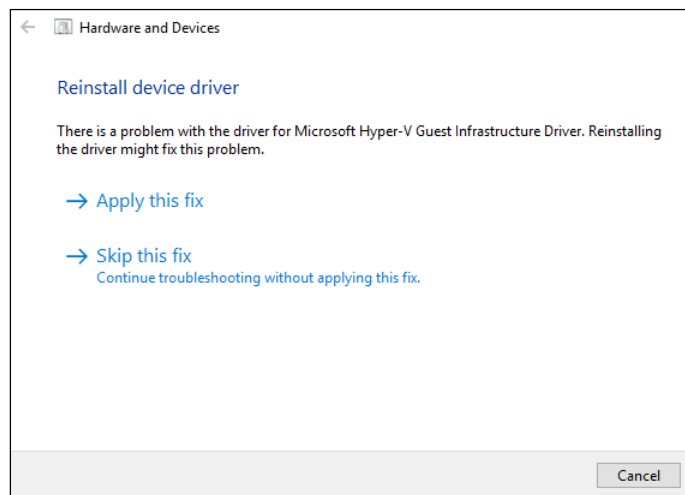 Hardware and Devices
Reinstall device driver
There is a problem with the driver for Microsoft Hyper-V Guest Infrastructure Driver. Reinstalling
the driver might fix this problem.
Apply this fix
Skip this fix
Continue troubleshooting without applying this fix.
Cancel